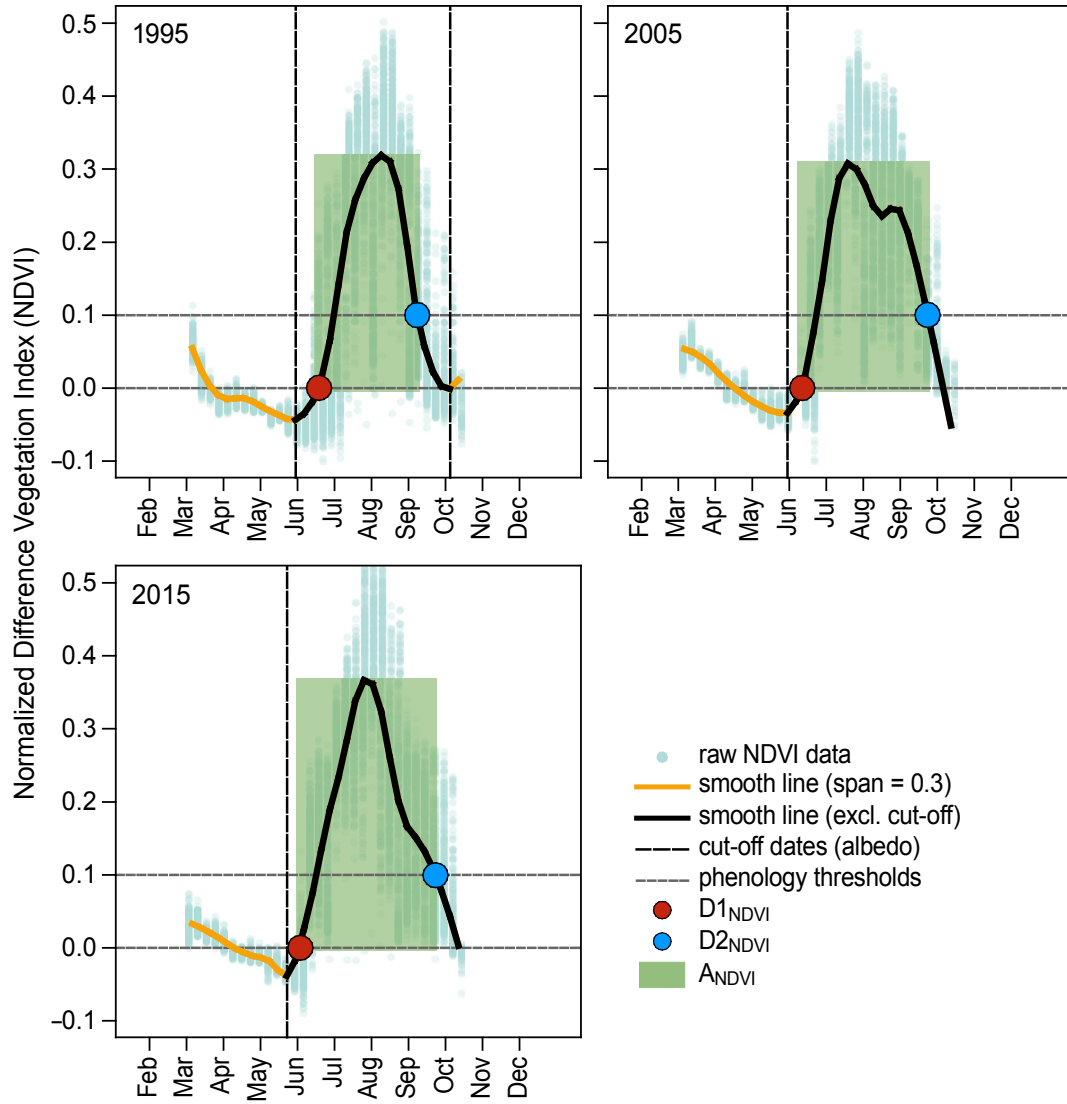 Normalized Difference Vegetation Index (NDVI)
1995
0.5
0.4
0.3
0.2
0.1
0.0
−0.1
Feb
Mar
Apr
May
Jun
Jul
Aug
Sep
Oct
Nov
Dec
2005
Feb
Mar
Apr
May
Jun
Jul
Aug
Sep
Oct
Nov
Dec
2015
0.5
0.4
0.3
0.2
0.1
0.0
−0.1
Feb
Mar
Apr
May
Jun
Jul
Aug
Sep
Oct
Nov
Dec
raw NDVI data
smooth line (span = 0.3)
smooth line (excl. cut-off)
cut-off dates (albedo)
phenology thresholds
D1NDVI
D2NDVI
ANDVI